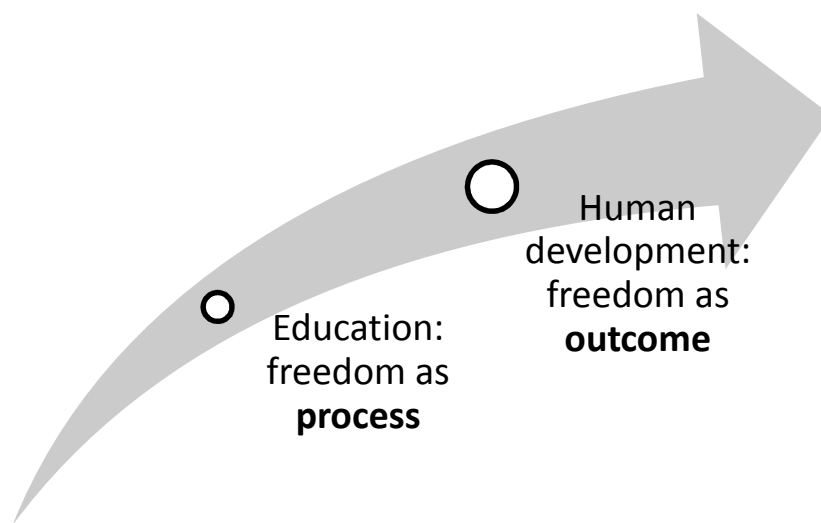 Human
development:
freedom as
outcome
Education:
freedom as
process